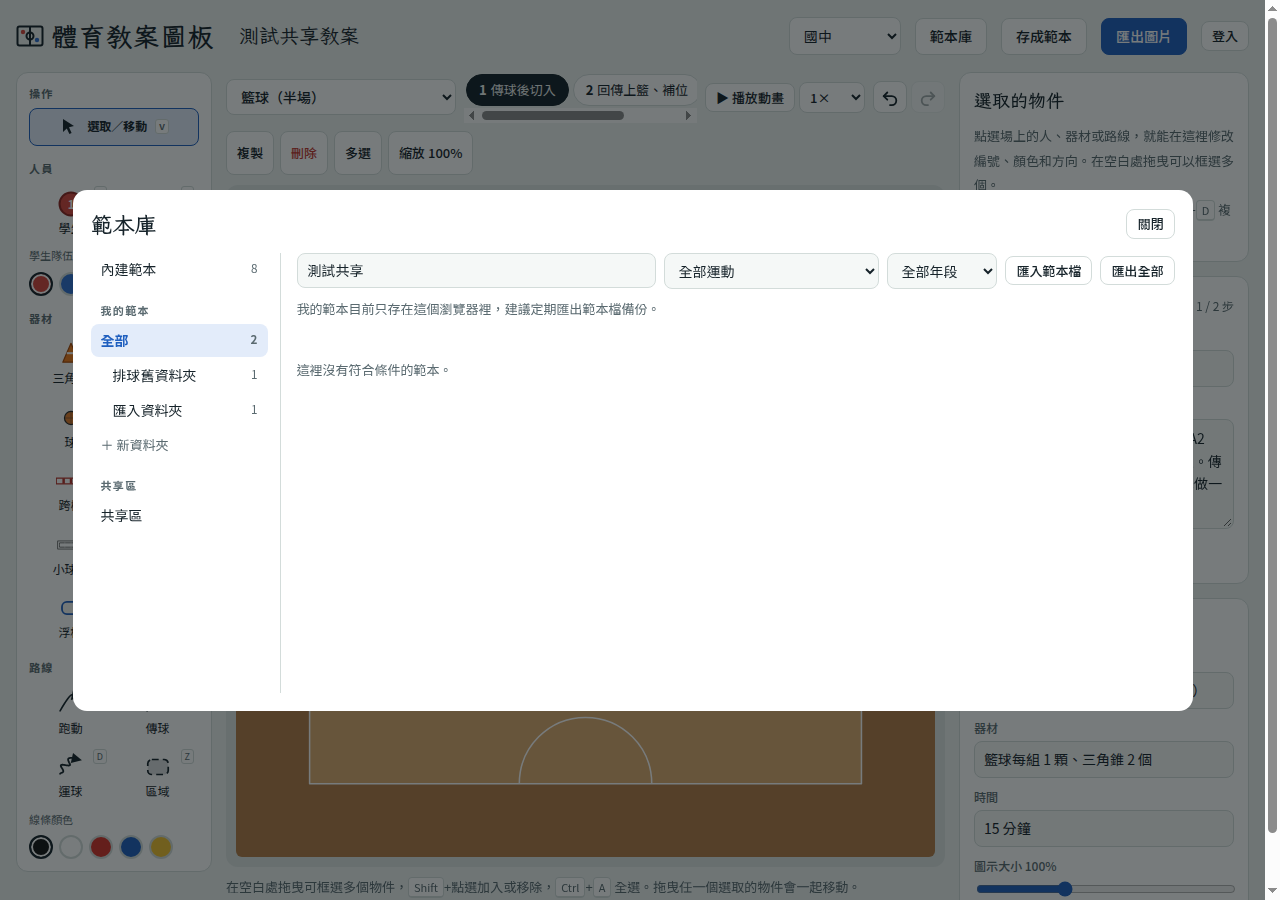 體育教案圖板
測試共享教案
國中
範本庫
存成範本
匯出圖片
登入
操作
選取／移動 V
人員
學生隊伍
器材
路線
跑動
傳球
運球 D
區域 Z
線條顏色
籃球（半場）
1 傳球後切入
2 回傳上籃、補位
▶ 播放動畫
1×
複製
刪除
多選
縮放 100%
選取的物件
點選場上的人、器材或路線，就能在這裡修改
編號、顏色和方向。在空白處拖曳可以框選多
個。
D 複
1 / 2 步
A2
。傳
做一
範本庫
關閉
內建範本 8
我的範本
全部 2
排球舊資料夾 1
匯入資料夾 1
＋ 新資料夾
共享區
共享區
測試共享
全部運動
全部年段
匯入範本檔
匯出全部
我的範本目前只存在這個瀏覽器裡，建議定期匯出範本檔備份。
這裡沒有符合條件的範本。
器材
籃球每組 1 顆、三角錐 2 個
時間
15 分鐘
圖示大小 100%
在空白處拖曳可框選多個物件，Shift+點選加入或移除，Ctrl+A 全選。拖曳任一個選取的物件會一起移動。